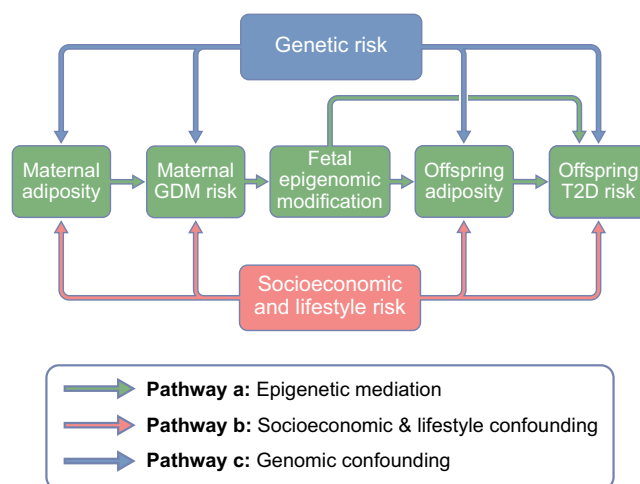 Genetic risk
Maternal
adiposity
Maternal
GDM risk
Fetal
epigenomic
modification
Offspring
adiposity
Offspring
T2D risk
Socioeconomic
and lifestyle risk
Pathway a: Epigenetic mediation
Pathway b: Socioeconomic & lifestyle confounding
Pathway c: Genomic confounding